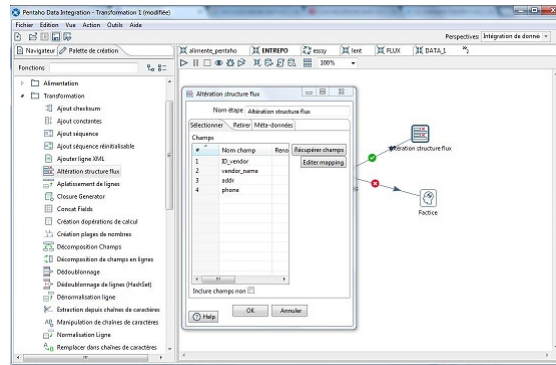 Pentaho Data Integration - Transformation 1 (modifiée)
Fichier Edition Vue Action Outils Aide
Perspectives: Intégration de donné
Navigateur Palette de création
alimente_pentaho ENTREPO essy tent FLUX DATA_1
Fonctions
100%
Alimentation
Transformation
Ajout checksum
Ajout constantes
Ajout séquence
Ajout séquence réinitialisable
Ajouter ligne XML
Altération structure flux
Aplatissement de lignes
Closure Generator
Concat Fields
Création dopérations de calcul
Création plages de nombres
Décomposition Champs
Décomposition de champs en lignes
Dédoublonnage
Dédoublonnage de lignes (HashSet)
Dénormalisation ligne
Extraction depuis chaînes de caractères
Manipulation de chaînes de caractères
Normalisation Ligne
Remplacer dans chaînes de caractères
Altération structure flux
Nom étape Altération structure flux
Sélectionner Retirer Méta-données
Champs
# Nom champ Reno
1 ID_vendor
2 vendor_name
3 addr
4 phone
Récupérer champs
Editer mapping
Inclure champs non
Help OK Annuler
Altération structure flux
Factice